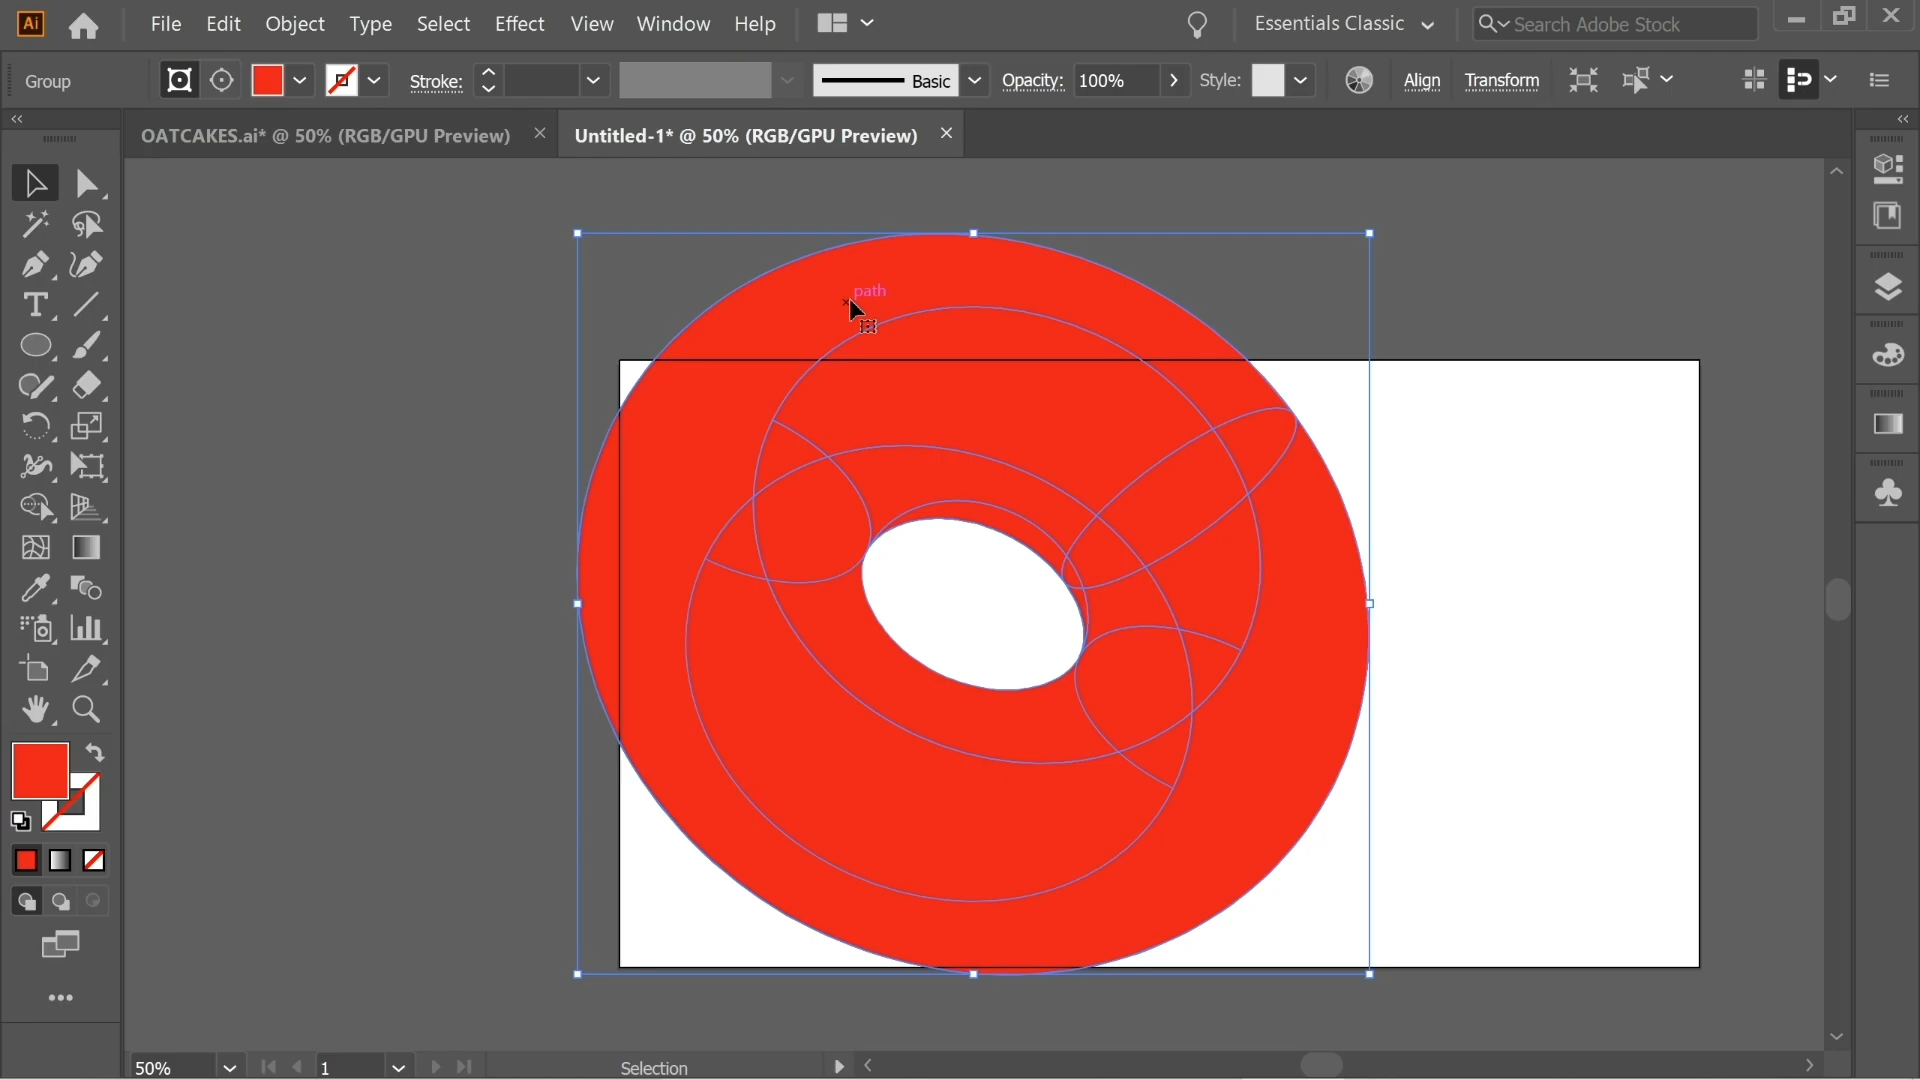 Ai File Edit Object Type Select Effect View Window Help Essentials Classic Search Adobe Stock
Group Stroke: Basic Opacity: 100% Style: Align Transform
OATCAKES.ai* @ 50% (RGB/GPU Preview) Untitled-1* @ 50% (RGB/GPU Preview)
path
50% 1 Selection